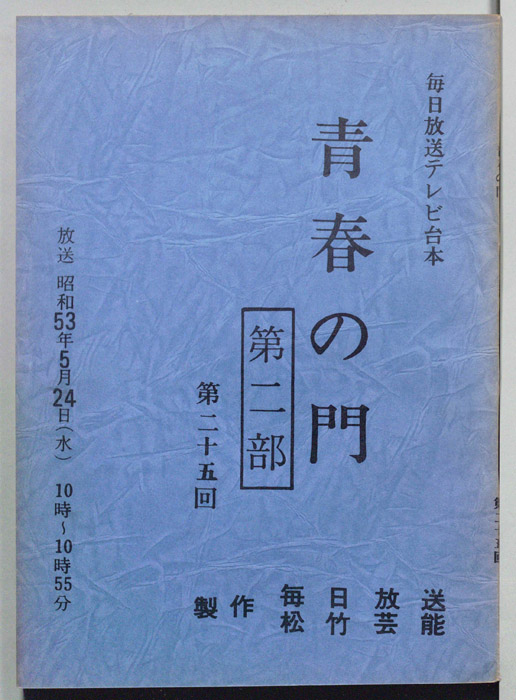 毎日放送テレビ台本
青春の門
第二部
第二十五回
放送 昭和53年5月24日(水) 10時〜10時55分
製作 毎日放送
松竹芸能